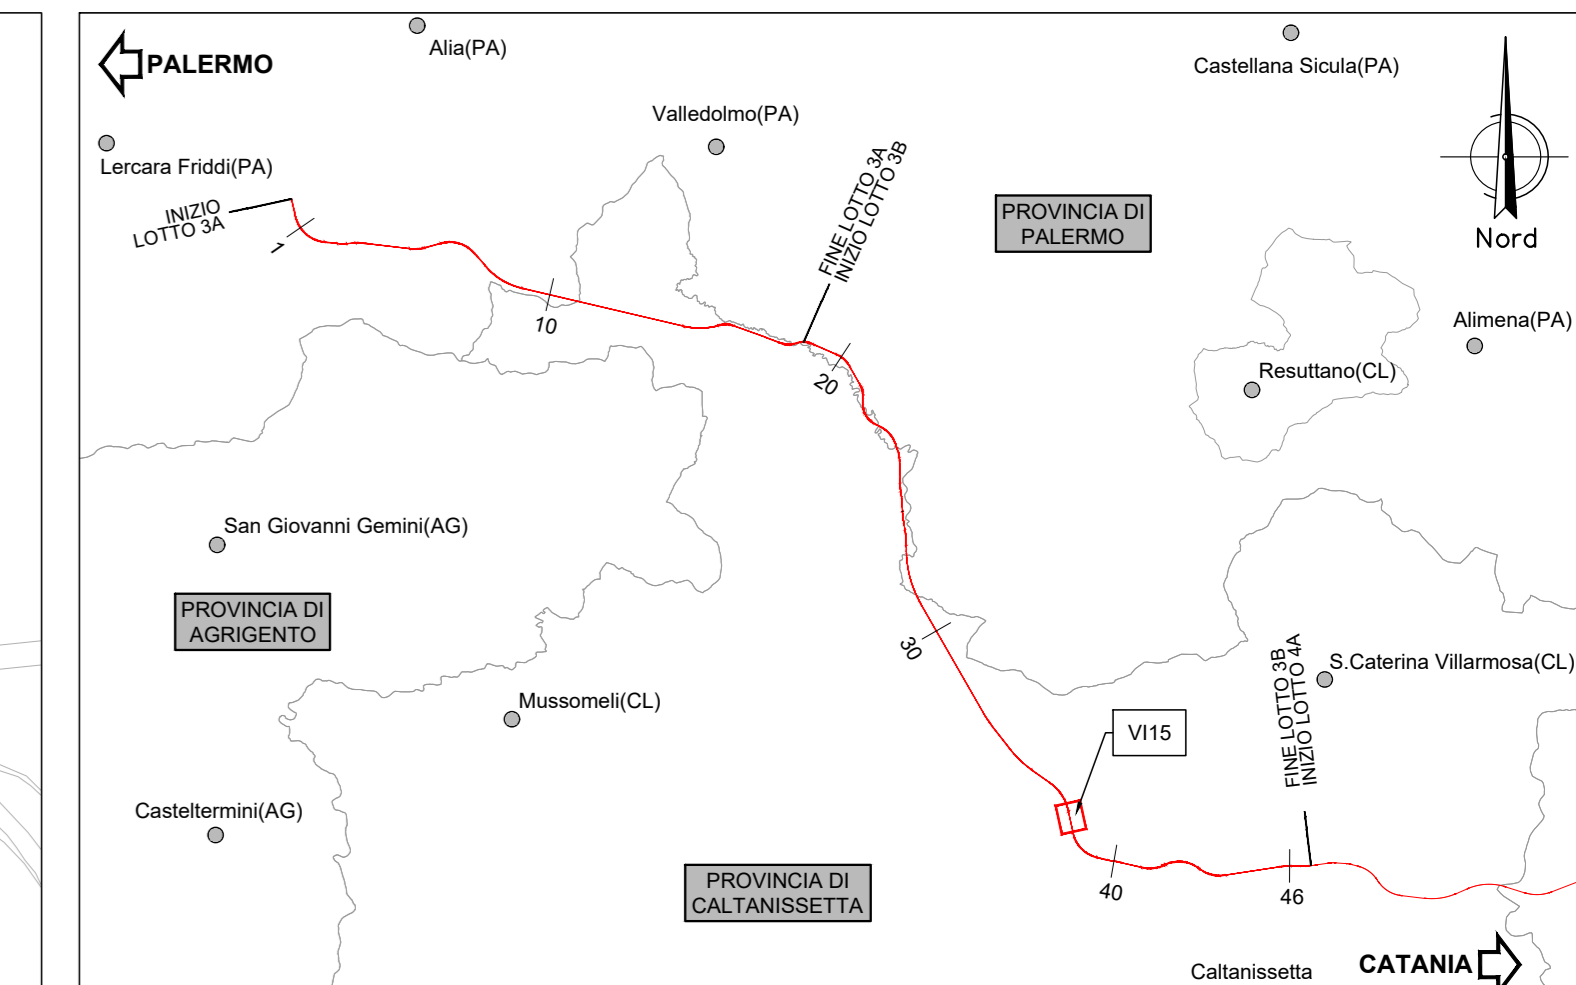 PALERMO
Alia(PA)
Castellana Sicula(PA)
Valledolmo(PA)
Lercara Friddi(PA)
INIZIO
LOTTO 3A
1
FINE LOTTO 3A
INIZIO LOTTO 3B
PROVINCIA DI
PALERMO
Nord
10
20
Alimena(PA)
Resuttano(CL)
San Giovanni Gemini(AG)
PROVINCIA DI
AGRIGENTO
30
FINE LOTTO 3B
INIZIO LOTTO 4A
S.Caterina Villarmosa(CL)
Mussomeli(CL)
VI15
Casteltermini(AG)
PROVINCIA DI
CALTANISSETTA
40
46
Caltanissetta
CATANIA